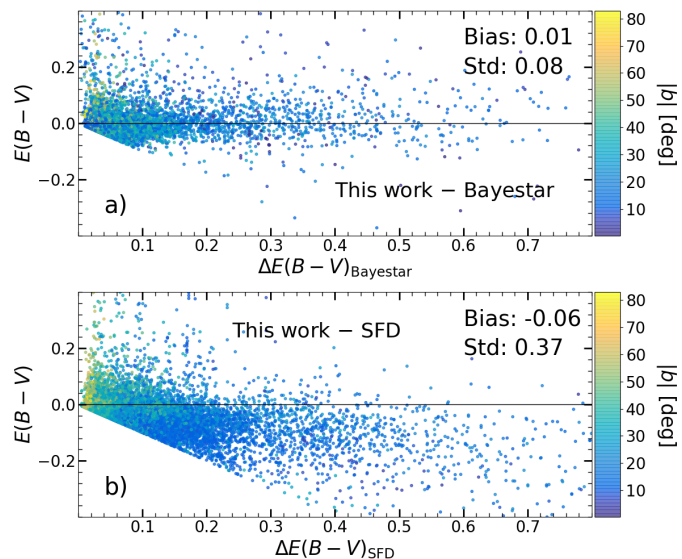 Bias: 0.01
Std: 0.08
0.2
0.0
−0.2
E(B − V)
This work − Bayestar
a)
0.1 0.2 0.3 0.4 0.5 0.6 0.7
ΔE(B − V)Bayestar
80
70
60
50
40
30
20
10
|b| [deg]
This work − SFD
Bias: -0.06
Std: 0.37
0.2
0.0
−0.2
E(B − V)
b)
0.1 0.2 0.3 0.4 0.5 0.6 0.7
ΔE(B − V)SFD
80
70
60
50
40
30
20
10
|b| [deg]